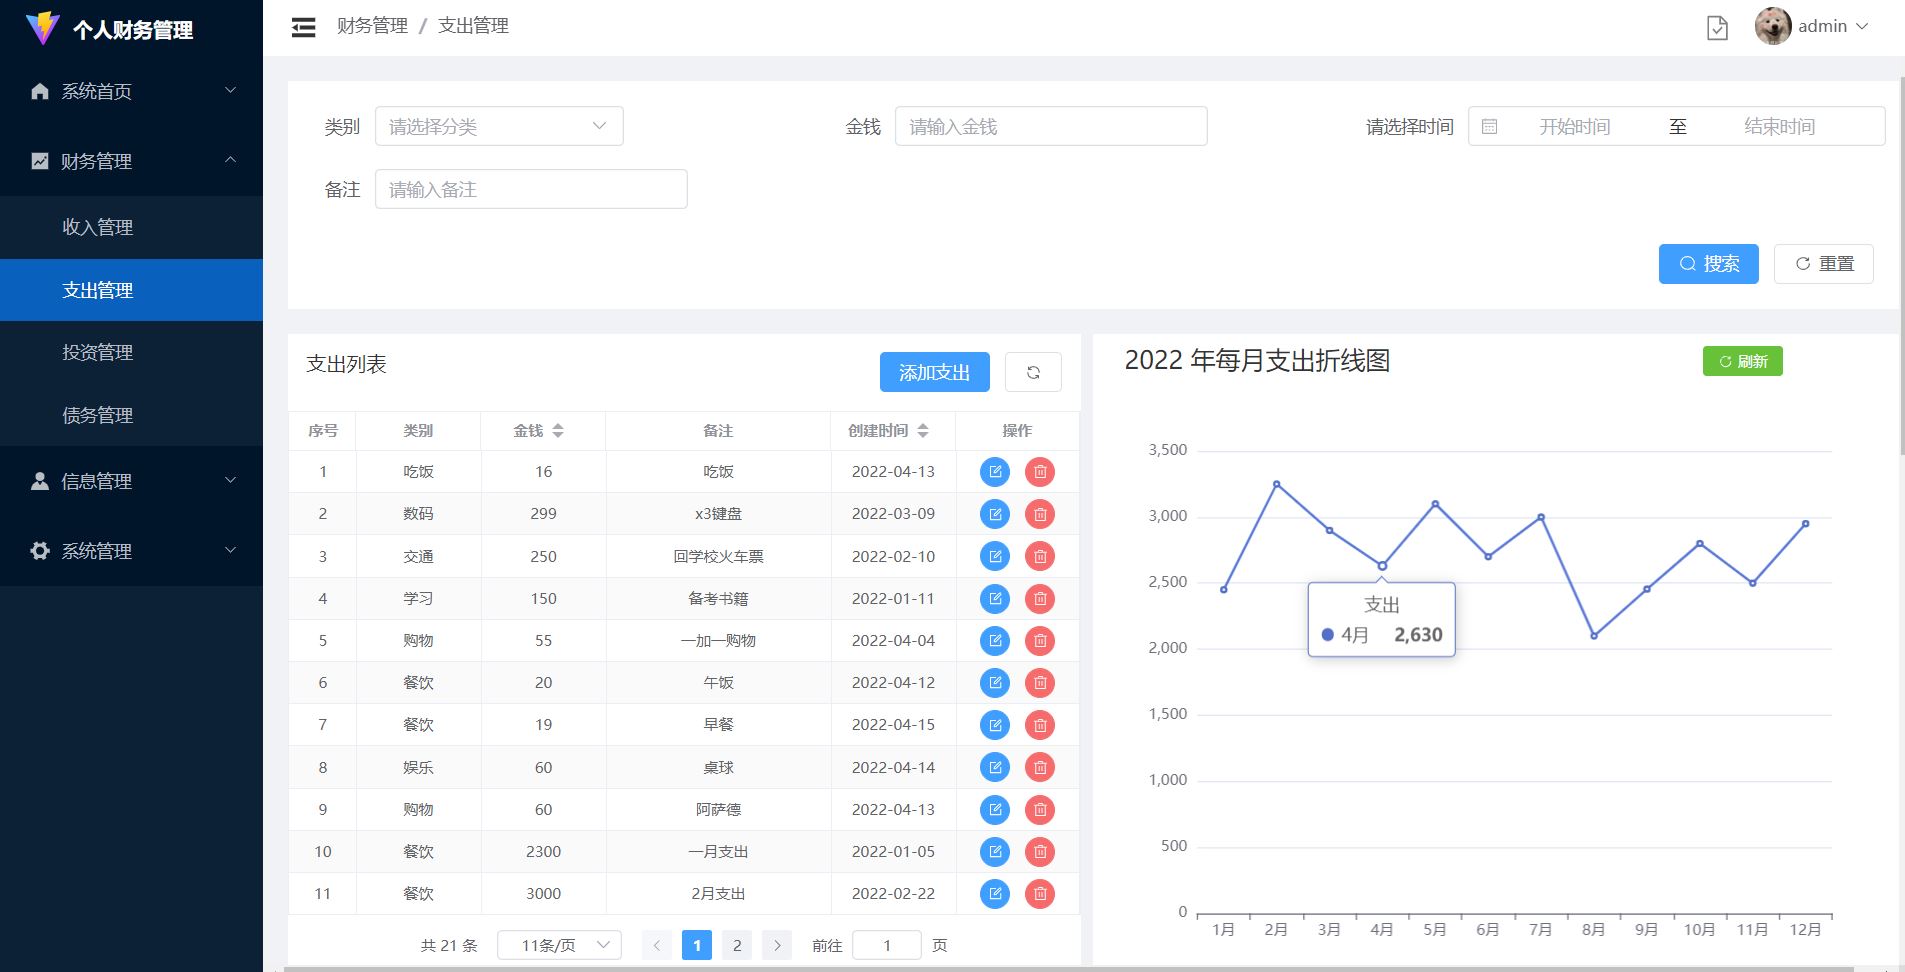 个人财务管理
财务管理 / 支出管理
admin
系统首页
财务管理
收入管理
支出管理
投资管理
债务管理
信息管理
系统管理
类别 请选择分类 金钱 请输入金钱 请选择时间 开始时间 至 结束时间
备注 请输入备注
搜索 重置
支出列表 添加支出
序号 类别 金钱 备注 创建时间 操作
1 吃饭 16 吃饭 2022-04-13
2 数码 299 x3键盘 2022-03-09
3 交通 250 回学校火车票 2022-02-10
4 学习 150 备考书籍 2022-01-11
5 购物 55 一加一购物 2022-04-04
6 餐饮 20 午饭 2022-04-12
7 餐饮 19 早餐 2022-04-15
8 娱乐 60 桌球 2022-04-14
9 购物 60 阿萨德 2022-04-13
10 餐饮 2300 一月支出 2022-01-05
11 餐饮 3000 2月支出 2022-02-22
共 21 条 11条/页 1 2 前往 1 页
2022 年每月支出折线图 刷新
3,500
3,000
2,500
2,000
1,500
1,000
500
0
支出
4月 2,630
1月 2月 3月 4月 5月 6月 7月 8月 9月 10月 11月 12月